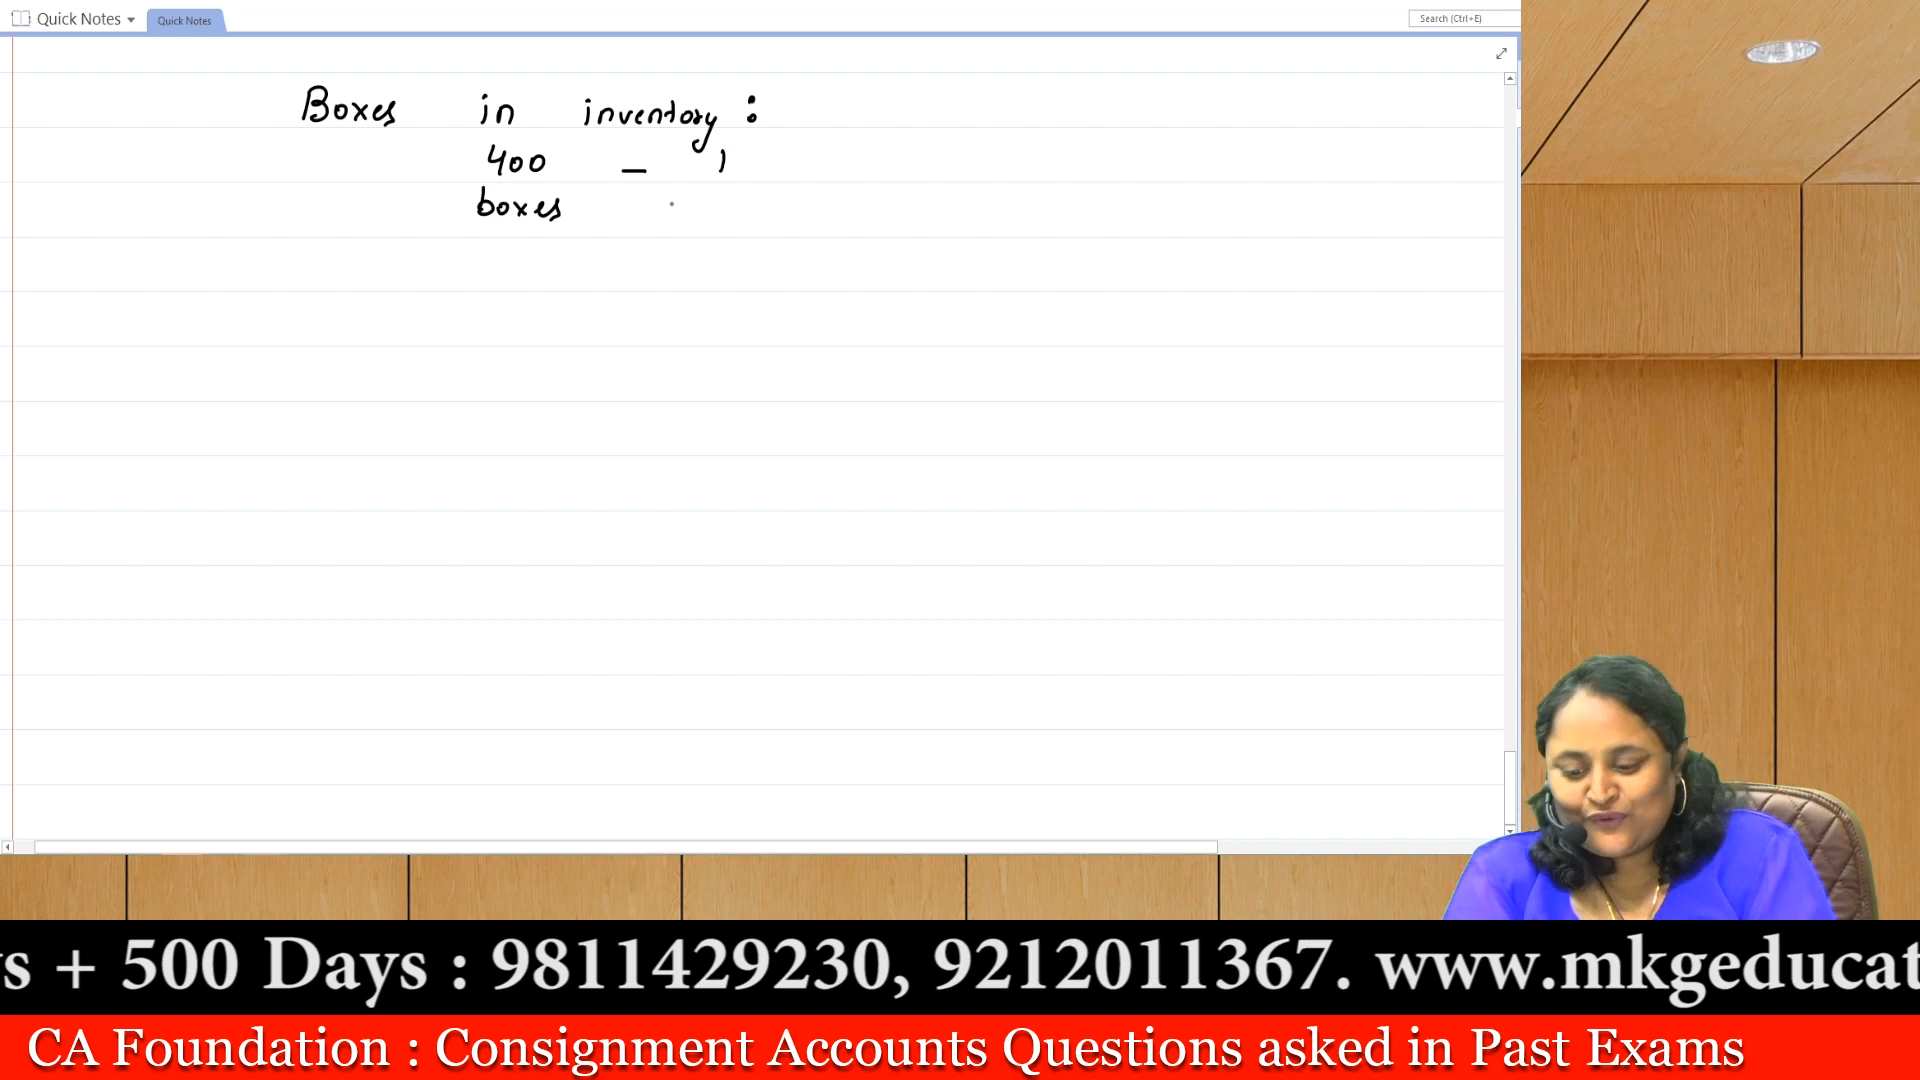 Quick Notes
Quick Notes
Search (Ctrl+E)
Boxes in inventory :
400 – 1
boxes
s + 500 Days : 9811429230, 9212011367. www.mkgeducat
CA Foundation : Consignment Accounts Questions asked in Past Exams